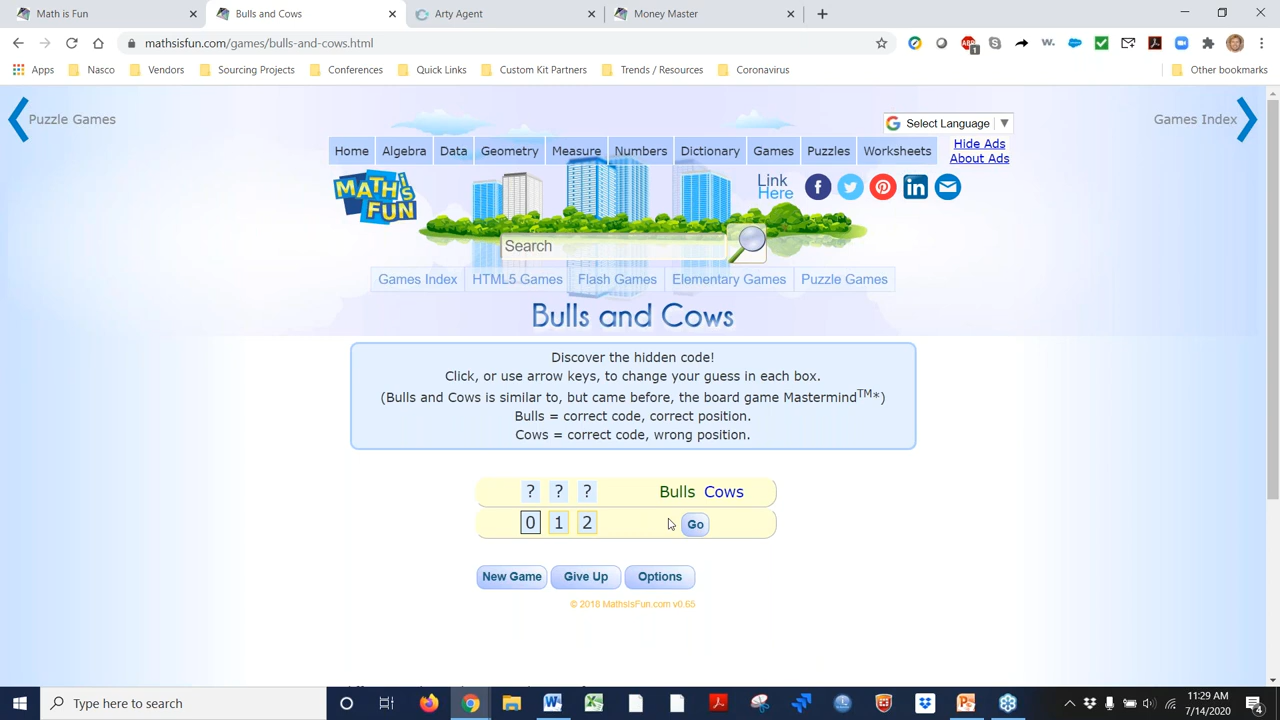 Math is Fun
Bulls and Cows
Arty Agent
Money Master
mathsisfun.com/games/bulls-and-cows.html
Apps Nasco Vendors Sourcing Projects Conferences Quick Links Custom Kit Partners Trends / Resources Coronavirus Other bookmarks
Puzzle Games
Games Index
Select Language
Home Algebra Data Geometry Measure Numbers Dictionary Games Puzzles Worksheets
Hide Ads
About Ads
MATH's FUN
Link
Here
Search
Games Index HTML5 Games Flash Games Elementary Games Puzzle Games
Bulls and Cows
Discover the hidden code!
Click, or use arrow keys, to change your guess in each box.
(Bulls and Cows is similar to, but came before, the board game Mastermind™*)
Bulls = correct code, correct position.
Cows = correct code, wrong position.
? ? ? Bulls Cows
0 1 2 Go
New Game Give Up Options
© 2018 MathsIsFun.com v0.65
Type here to search
11:29 AM
7/14/2020